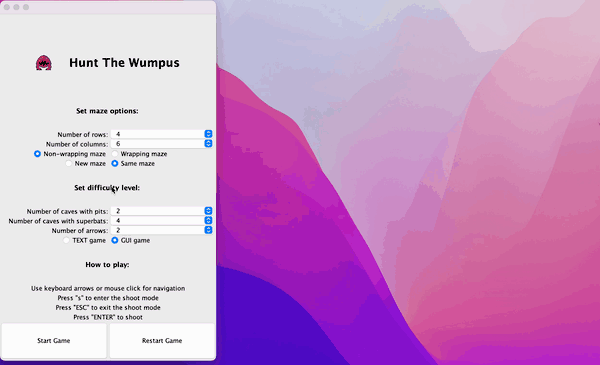 Hunt The Wumpus
Set maze options:
Number of rows: 4
Number of columns: 6
Non-wrapping maze Wrapping maze
New maze Same maze
Set difficulty level:
Number of caves with pits: 2
Number of caves with superbats: 4
Number of arrows: 2
TEXT game GUI game
How to play:
Use keyboard arrows or mouse click for navigation
Press "s" to enter the shoot mode
Press "ESC" to exit the shoot mode
Press "ENTER" to shoot
Start Game Restart Game